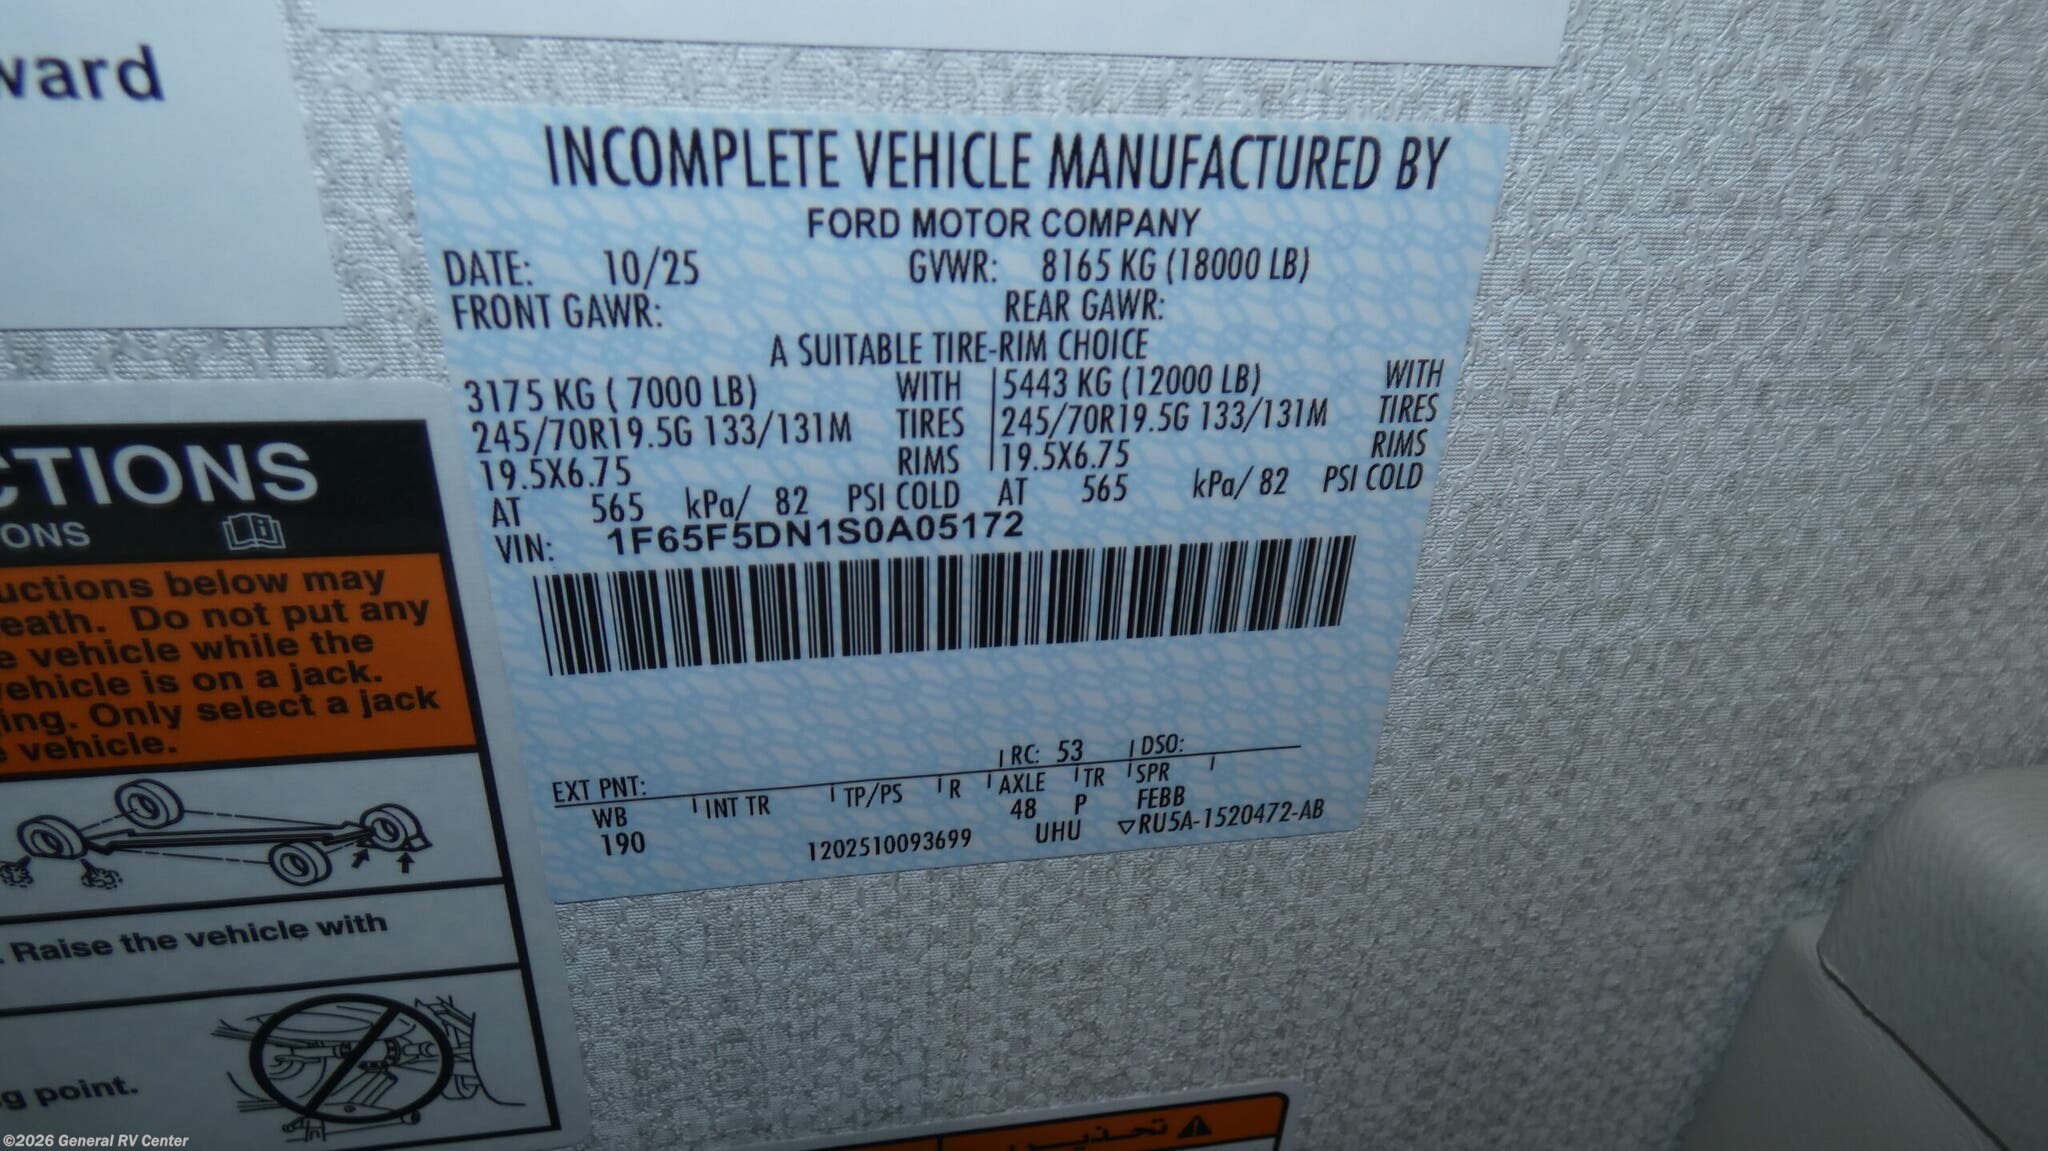 ward
INCOMPLETE VEHICLE MANUFACTURED BY
FORD MOTOR COMPANY
DATE: 10/25 GVWR: 8165 KG (18000 LB)
FRONT GAWR: REAR GAWR:
A SUITABLE TIRE-RIM CHOICE
3175 KG ( 7000 LB) WITH 5443 KG (12000 LB) WITH
245/70R19.5G 133/131M TIRES 245/70R19.5G 133/131M TIRES
19.5X6.75 RIMS 19.5X6.75 RIMS
AT 565 kPa/ 82 PSI COLD AT 565 kPa/ 82 PSI COLD
VIN: 1F65F5DN1S0A05172
RC: 53 DSO:
EXT PNT:
WB INT TR TP/PS R AXLE TR SPR
190 48 P FEBB
1202510093699 UHU ▽RU5A-1520472-AB
CTIONS
ONS
uctions below may
eath. Do not put any
e vehicle while the
vehicle is on a jack.
ing. Only select a jack
e vehicle.
. Raise the vehicle with
g point.
تحذير
©2026 General RV Center